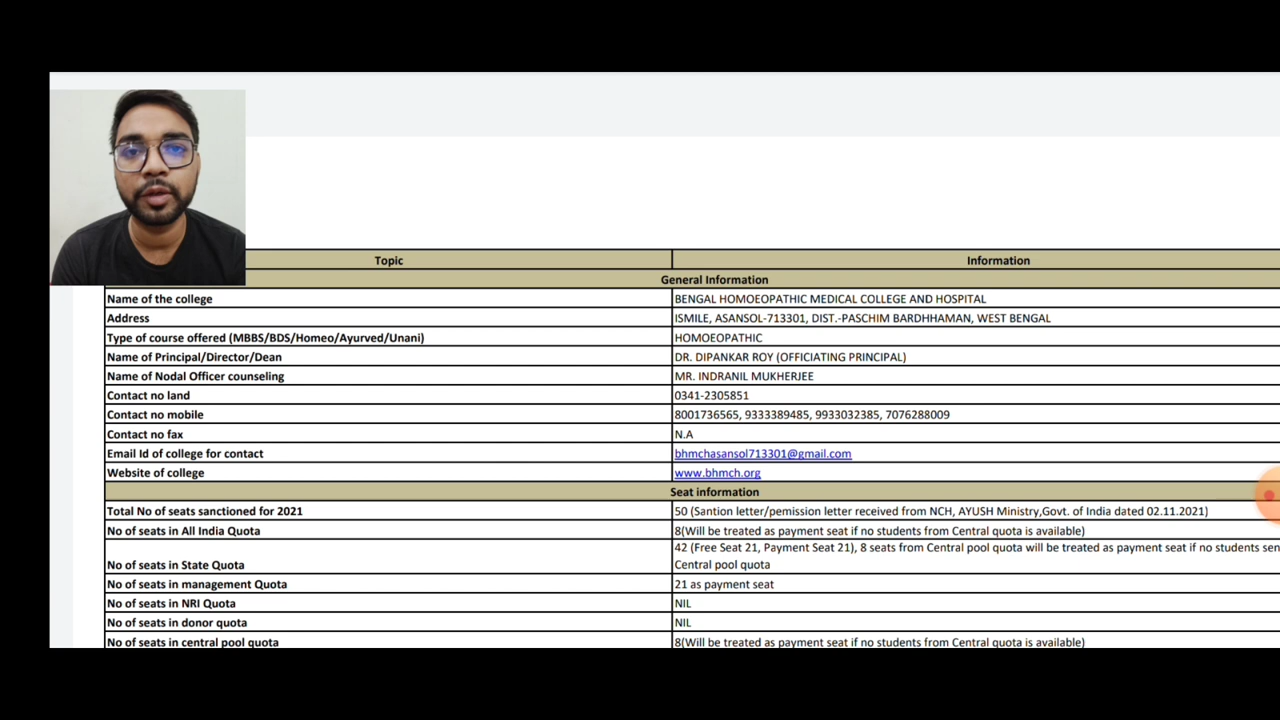 Topic Information
General Information
Name of the college BENGAL HOMOEOPATHIC MEDICAL COLLEGE AND HOSPITAL
Address ISMILE, ASANSOL-713301, DIST.-PASCHIM BARDHHAMAN, WEST BENGAL
Type of course offered (MBBS/BDS/Homeo/Ayurved/Unani) HOMOEOPATHIC
Name of Principal/Director/Dean DR. DIPANKAR ROY (OFFICIATING PRINCIPAL)
Name of Nodal Officer counseling MR. INDRANIL MUKHERJEE
Contact no land 0341-2305851
Contact no mobile 8001736565, 9333389485, 9933032385, 7076288009
Contact no fax N.A
Email Id of college for contact bhmchasansol713301@gmail.com
Website of college www.bhmch.org
Seat information
Total No of seats sanctioned for 2021 50 (Santion letter/pemission letter received from NCH, AYUSH Ministry,Govt. of India dated 02.11.2021)
No of seats in All India Quota 8(Will be treated as payment seat if no students from Central quota is available)
42 (Free Seat 21, Payment Seat 21), 8 seats from Central pool quota will be treated as payment seat if no students sen
No of seats in State Quota Central pool quota
No of seats in management Quota 21 as payment seat
No of seats in NRI Quota NIL
No of seats in donor quota NIL
No of seats in central pool quota 8(Will be treated as payment seat if no students from Central quota is available)